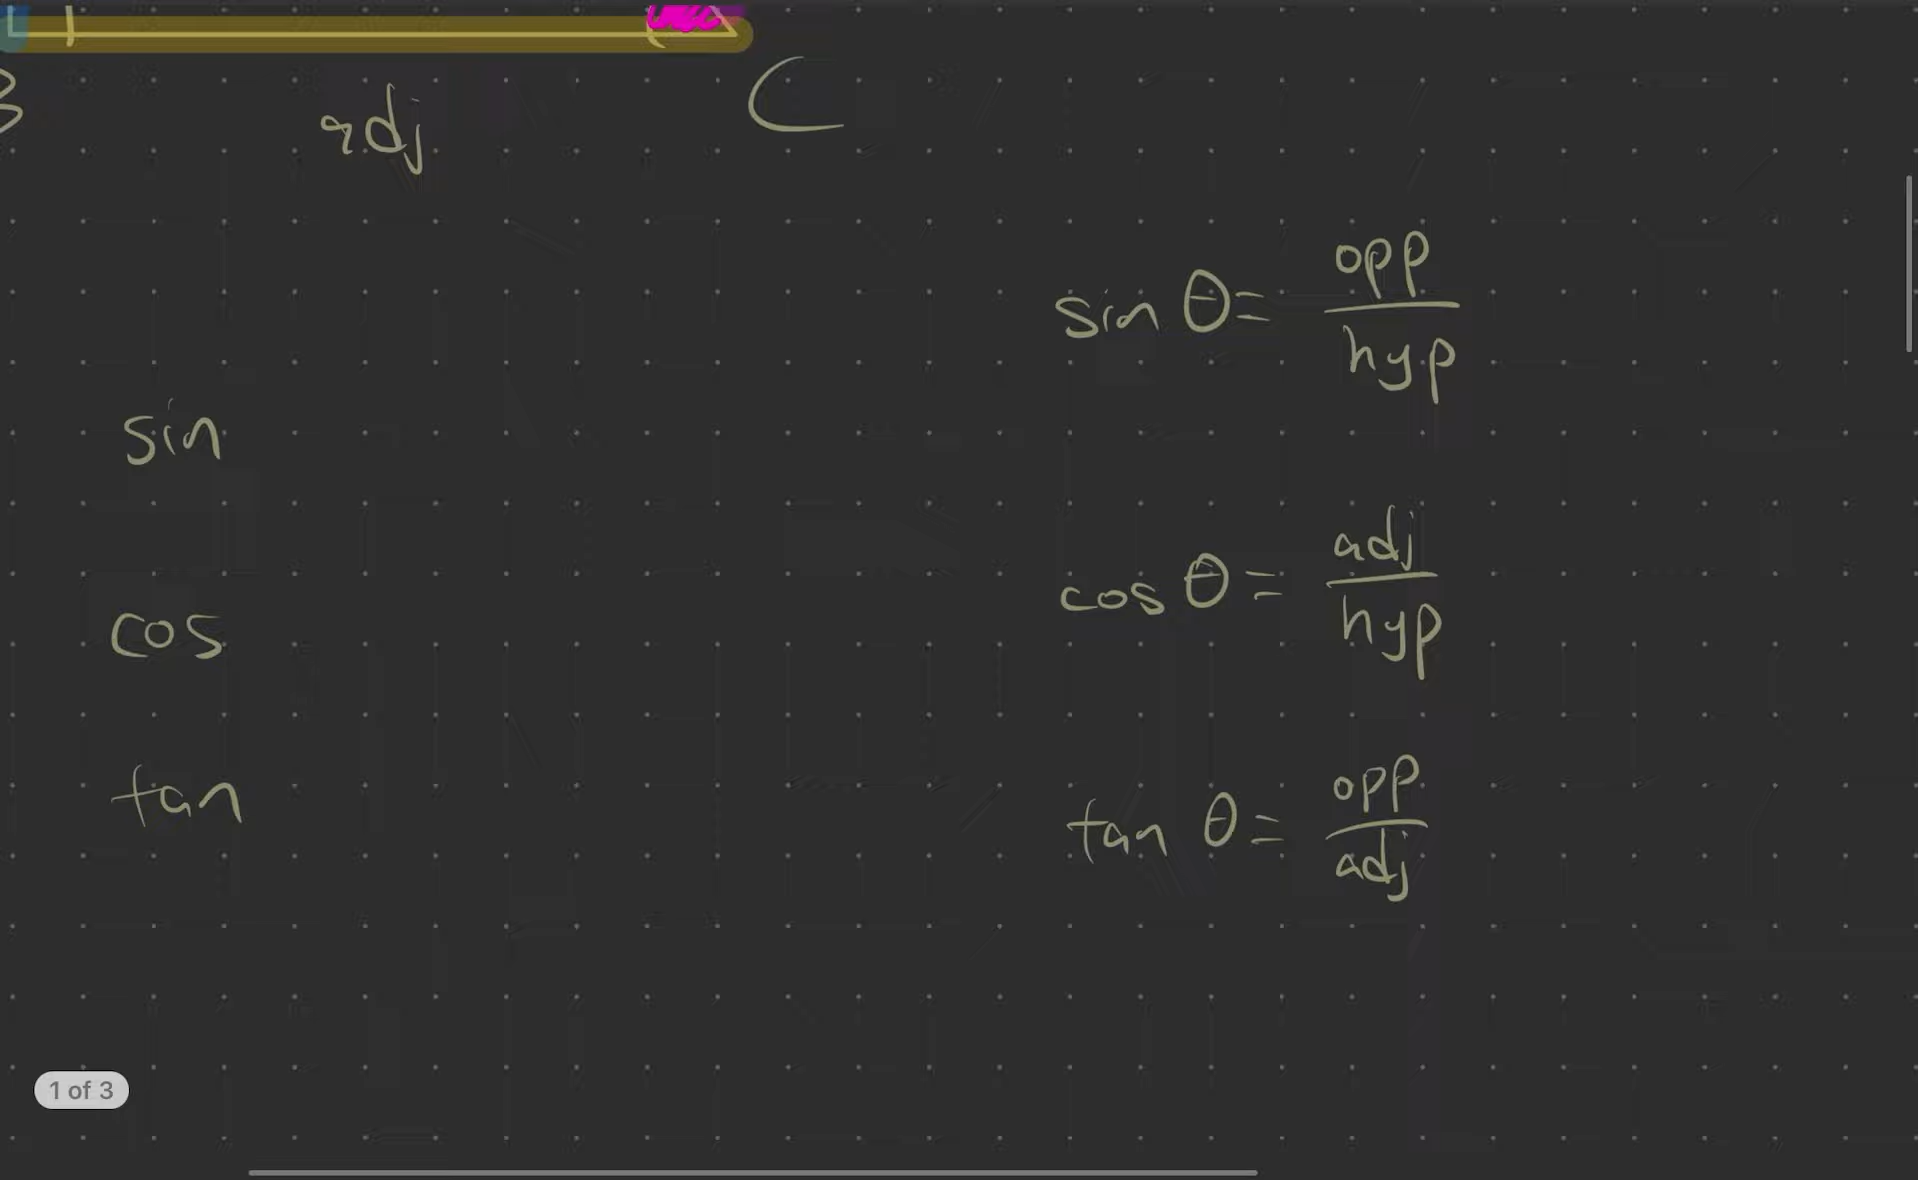 B
adj
C
sin θ = opp / hyp
sin
cos θ = adj / hyp
cos
tan θ = opp / adj
tan
1 of 3